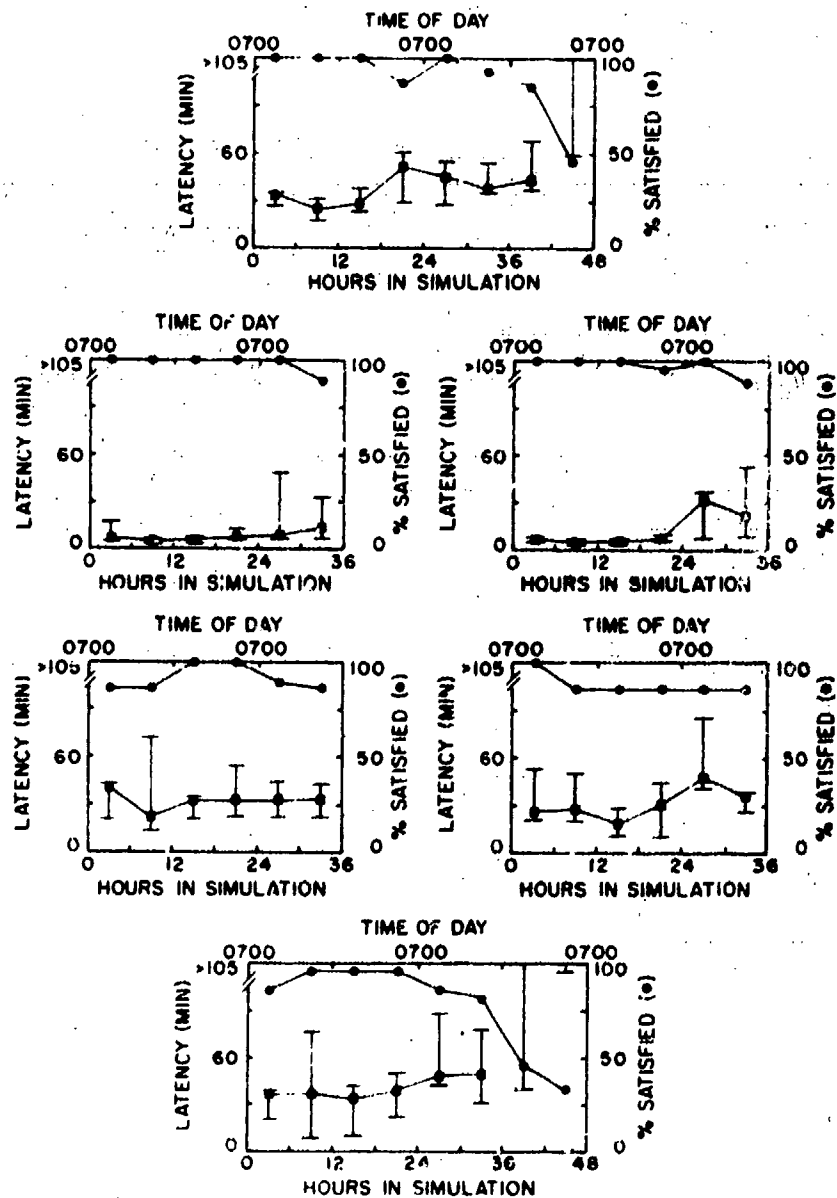 TIME OF DAY
0700 0700 0700
>105 100
LATENCY (MIN)
60 50
% SATISFIED (●)
0 0
0 12 24 36 48
HOURS IN SIMULATION
TIME OF DAY
0700 0700
>105 100
LATENCY (MIN)
60 50
% SATISFIED (●)
0 0
0 12 24 36
HOURS IN SIMULATION
TIME OF DAY
0700 0700
>105 100
LATENCY (MIN)
60 50
% SATISFIED (●)
0 0
0 12 24 36
HOURS IN SIMULATION
TIME OF DAY
0700 0700
>105 100
LATENCY (MIN)
60 50
% SATISFIED (●)
0 0
0 12 24 36
HOURS IN SIMULATION
TIME OF DAY
0700 0700
>105 100
LATENCY (MIN)
60 50
% SATISFIED (●)
0 0
0 12 24 36
HOURS IN SIMULATION
TIME OF DAY
0700 0700 0700
>105 100
LATENCY (MIN)
60 50
% SATISFIED (●)
0 0
0 12 24 36 48
HOURS IN SIMULATION